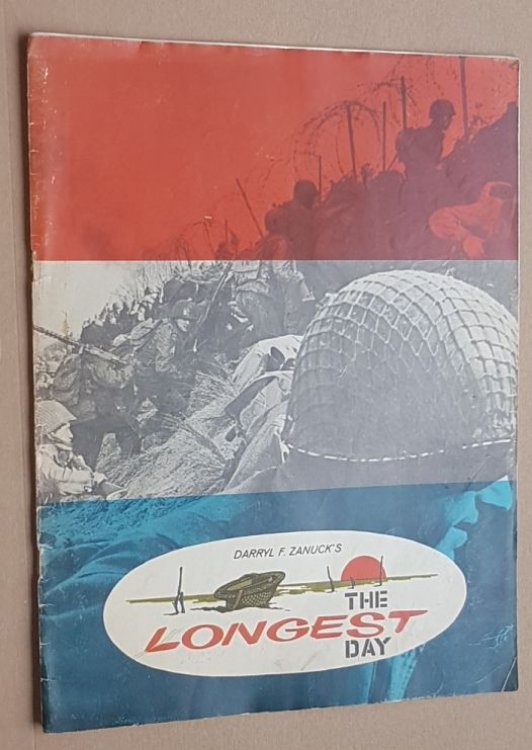 DARRYL F. ZANUCK'S
THE
LONGEST
DAY